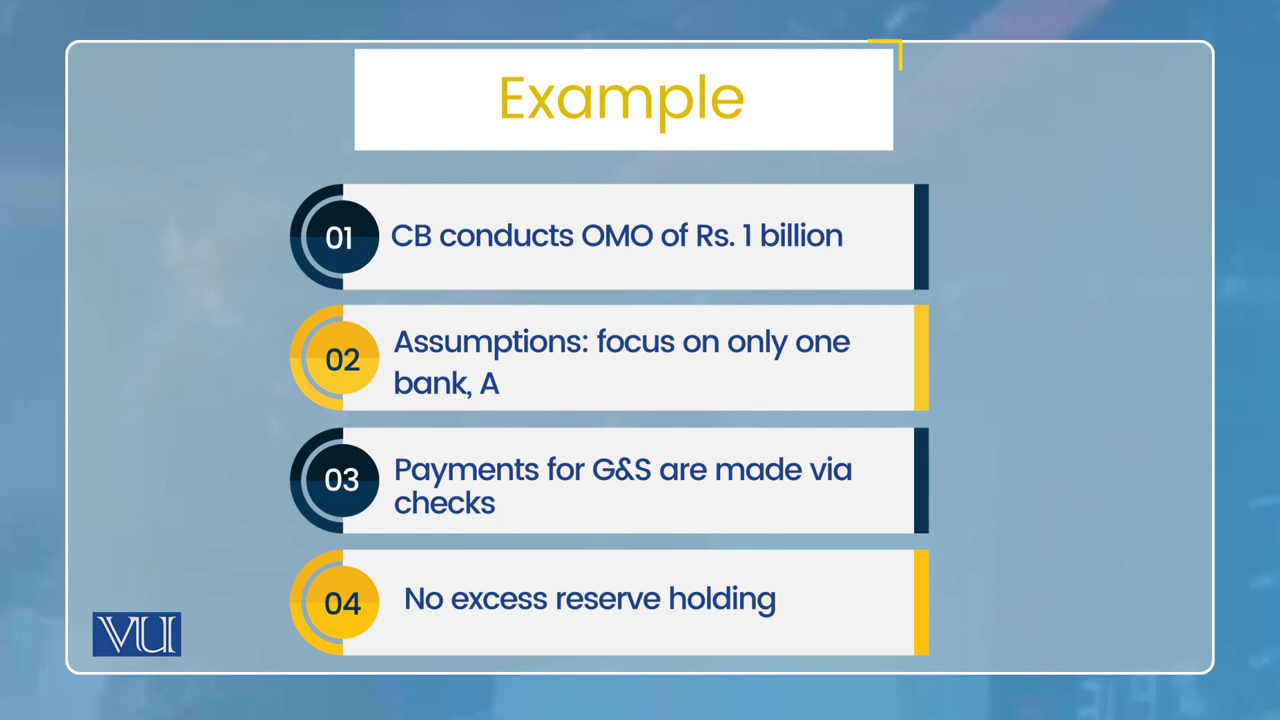 Example
01 CB conducts OMO of Rs. 1 billion
02 Assumptions: focus on only one
bank, A
03 Payments for G&S are made via
checks
04 No excess reserve holding
VU